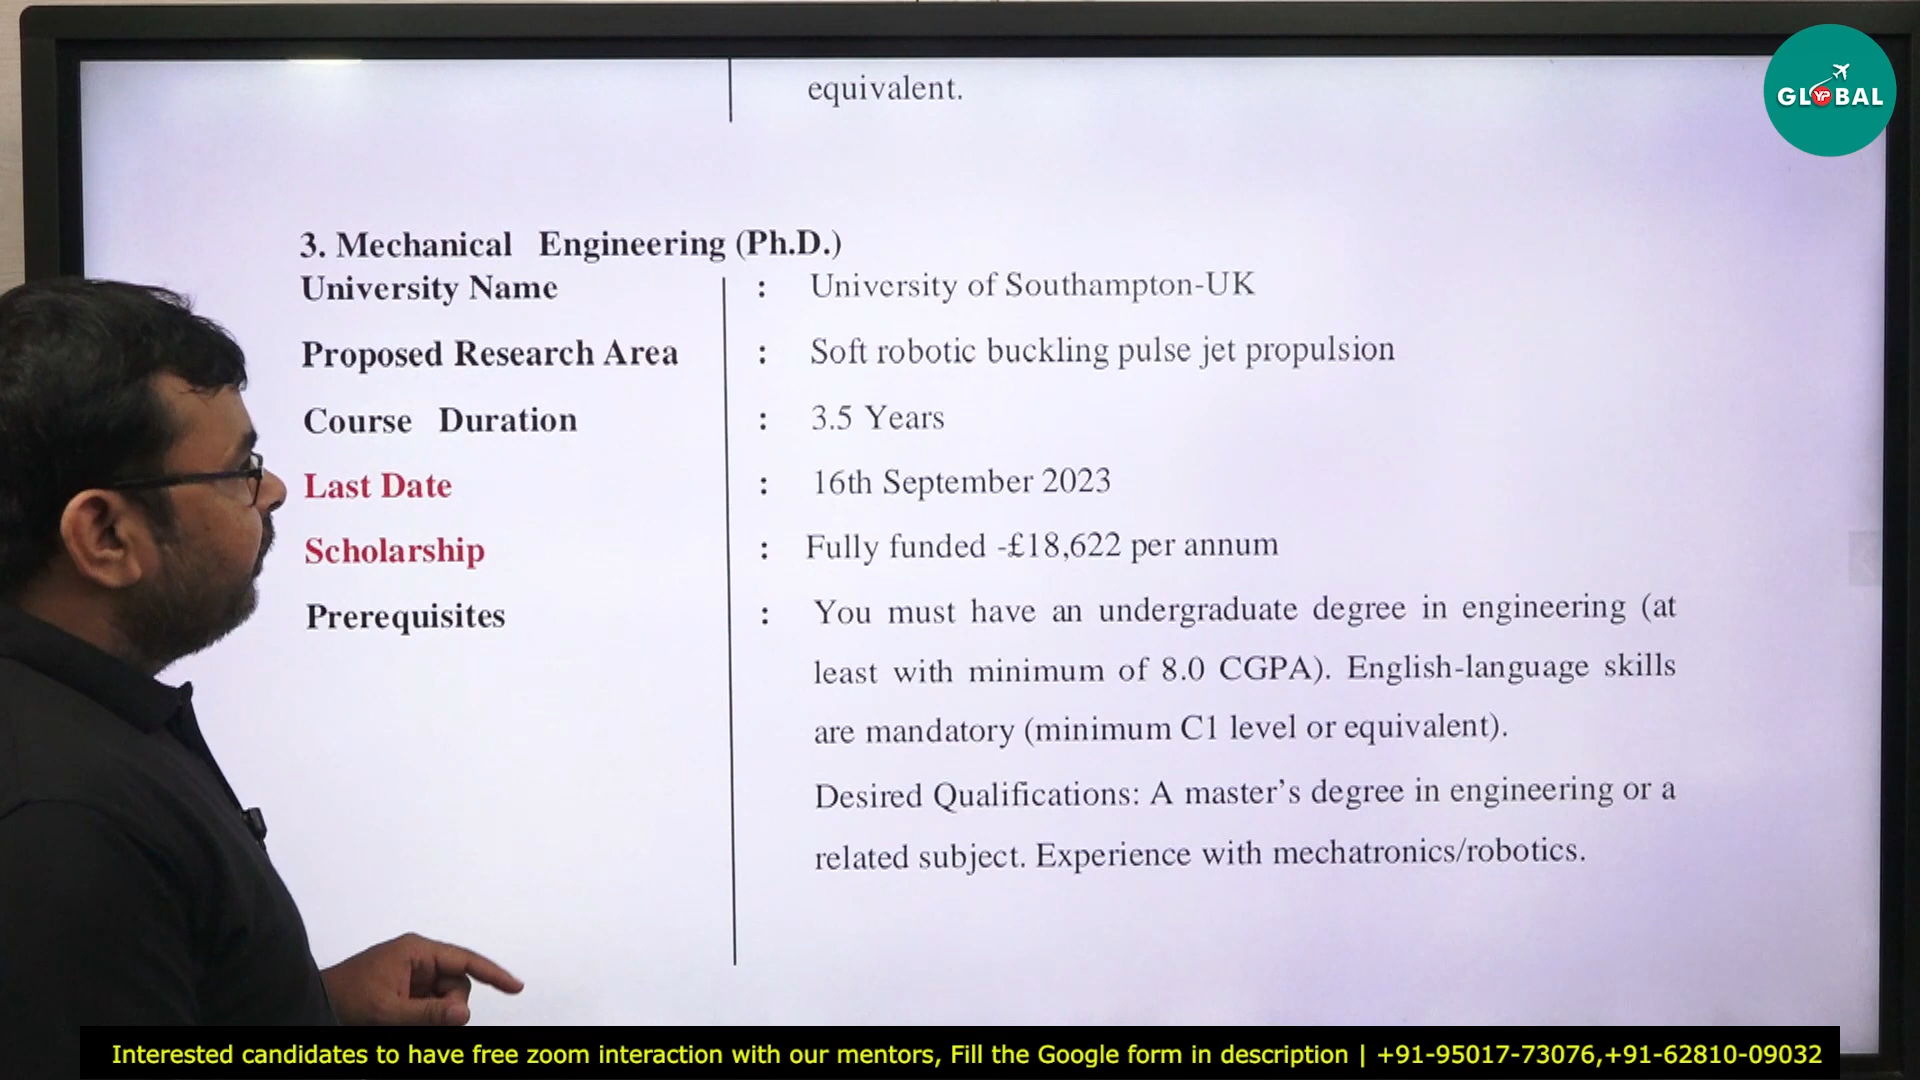 equivalent.
GLOBAL
YP
3. Mechanical Engineering (Ph.D.)
University Name : University of Southampton-UK
Proposed Research Area : Soft robotic buckling pulse jet propulsion
Course Duration : 3.5 Years
Last Date : 16th September 2023
Scholarship : Fully funded -£18,622 per annum
Prerequisites : You must have an undergraduate degree in engineering (at
least with minimum of 8.0 CGPA). English-language skills
are mandatory (minimum C1 level or equivalent).
Desired Qualifications: A master’s degree in engineering or a
related subject. Experience with mechatronics/robotics.
Interested candidates to have free zoom interaction with our mentors, Fill the Google form in description | +91-95017-73076,+91-62810-09032